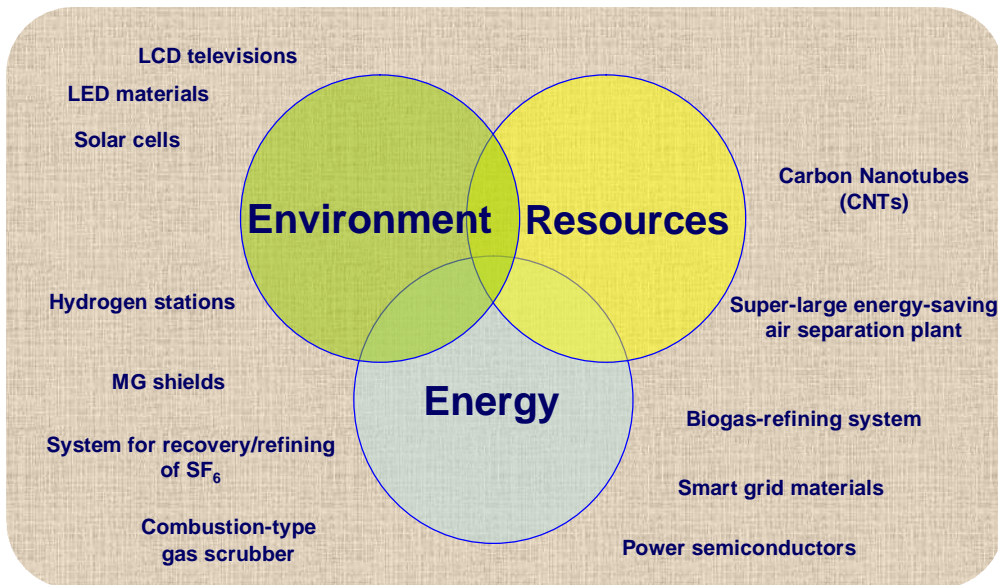 LCD televisions
LED materials
Solar cells
Environment
Resources
Carbon Nanotubes
(CNTs)
Hydrogen stations
Super-large energy-saving
air separation plant
MG shields
Energy
Biogas-refining system
System for recovery/refining
of SF₆
Smart grid materials
Combustion-type
gas scrubber
Power semiconductors